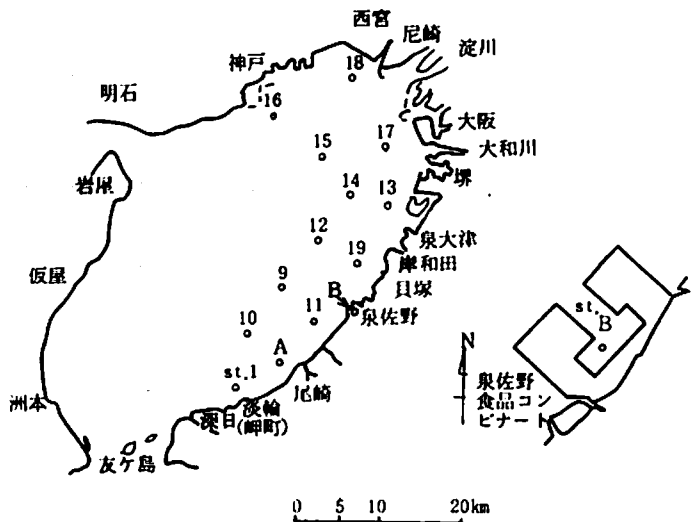 西宮
尼崎
淀川
神戸
18
明石
16
大阪
17
大和川
15
岩屋
堺
14
13
12
泉大津
19
岸和田
仮屋
9
貝塚
B
泉佐野
11
10
st.
B
A
N
st.1
泉佐野
食品コン
ビナート
尾崎
洲本
深日
淡輪
(岬町)
友ケ島
0 5 10 20km